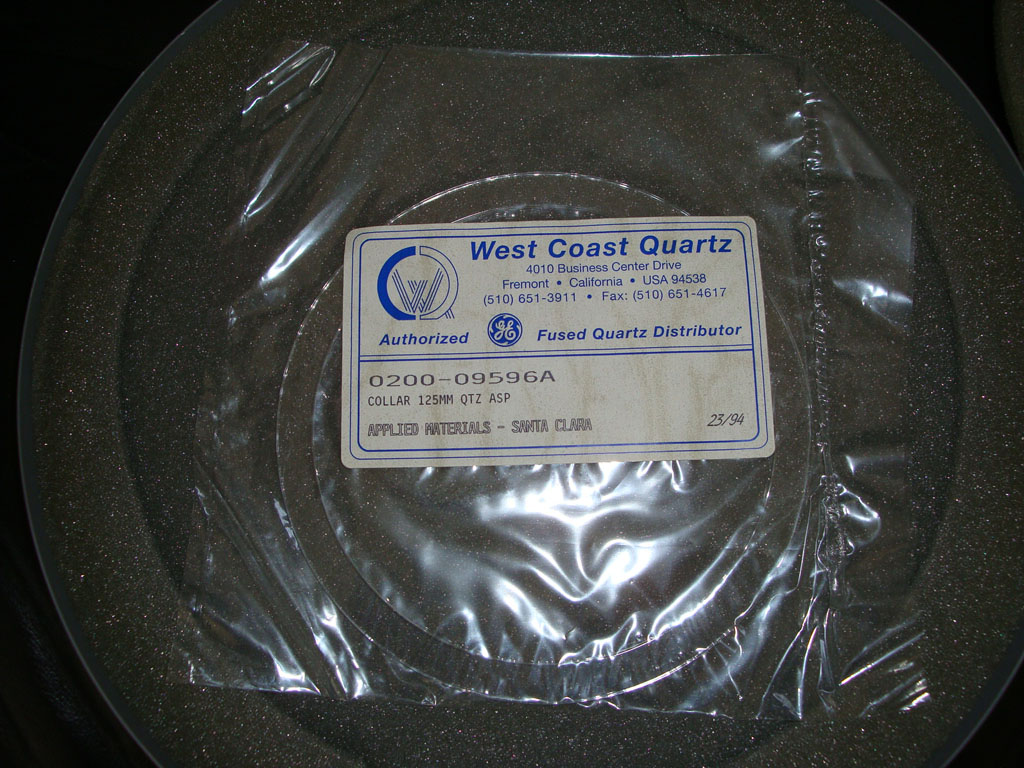 West Coast Quartz
4010 Business Center Drive
Fremont • California • USA 94538
(510) 651-3911 • Fax: (510) 651-4617
Authorized GE Fused Quartz Distributor
0200-09596A
COLLAR 125MM QTZ ASP
APPLIED MATERIALS - SANTA CLARA
23/94